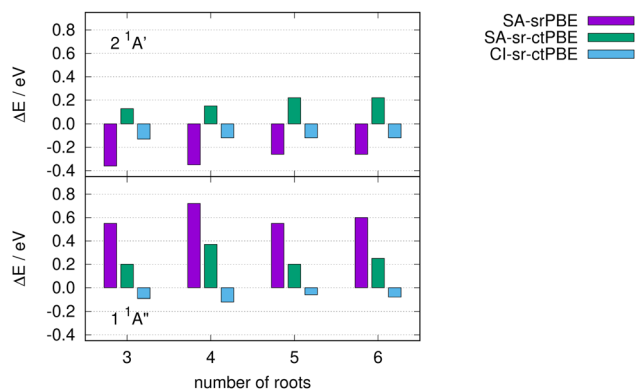 SA-srPBE
SA-sr-ctPBE
CI-sr-ctPBE
2 ¹A'
ΔE / eV
0.8
0.6
0.4
0.2
0.0
-0.2
-0.4
1 ¹A"
ΔE / eV
0.8
0.6
0.4
0.2
0.0
-0.2
-0.4
3 4 5 6
number of roots